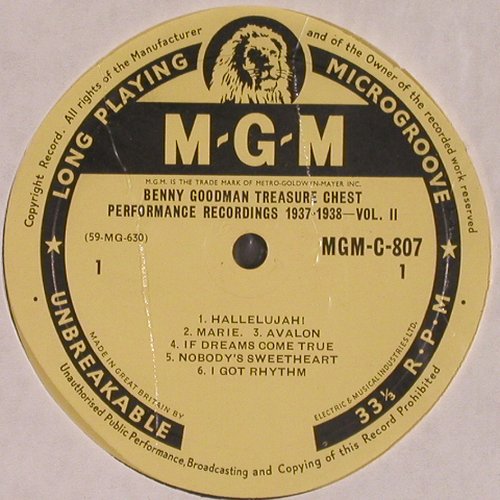 Copyright Record. All rights of the Manufacturer and of the Owner of the recorded work reserved
LONG PLAYING MICROGROOVE
M-G-M
M.G.M. IS THE TRADE MARK OF METRO-GOLDWYN-MAYER INC.
BENNY GOODMAN TREASURE CHEST
PERFORMANCE RECORDINGS 1937-1938—VOL. II
(59-MG-630)
MGM-C-807
1
1
1. HALLELUJAH!
2. MARIE. 3. AVALON
4. IF DREAMS COME TRUE
5. NOBODY'S SWEETHEART
6. I GOT RHYTHM
MADE IN GREAT BRITAIN BY ELECTRIC & MUSICAL INDUSTRIES LTD.
UNBREAKABLE 33⅓ R·P·M
Unauthorised Public Performance, Broadcasting and Copying of this Record Prohibited